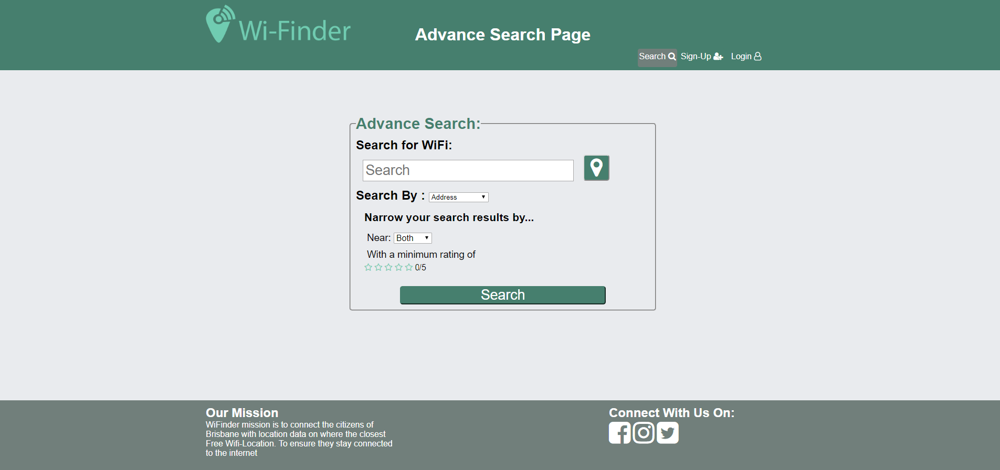 Wi-Finder
Advance Search Page
Search Sign-Up Login
Advance Search:
Search for WiFi:
Search
Search By : Address
Narrow your search results by...
Near: Both
With a minimum rating of
0/5
Search
Our Mission
WiFinder mission is to connect the citizens of
Brisbane with location data on where the closest
Free Wifi-Location. To ensure they stay connected
to the internet
Connect With Us On: